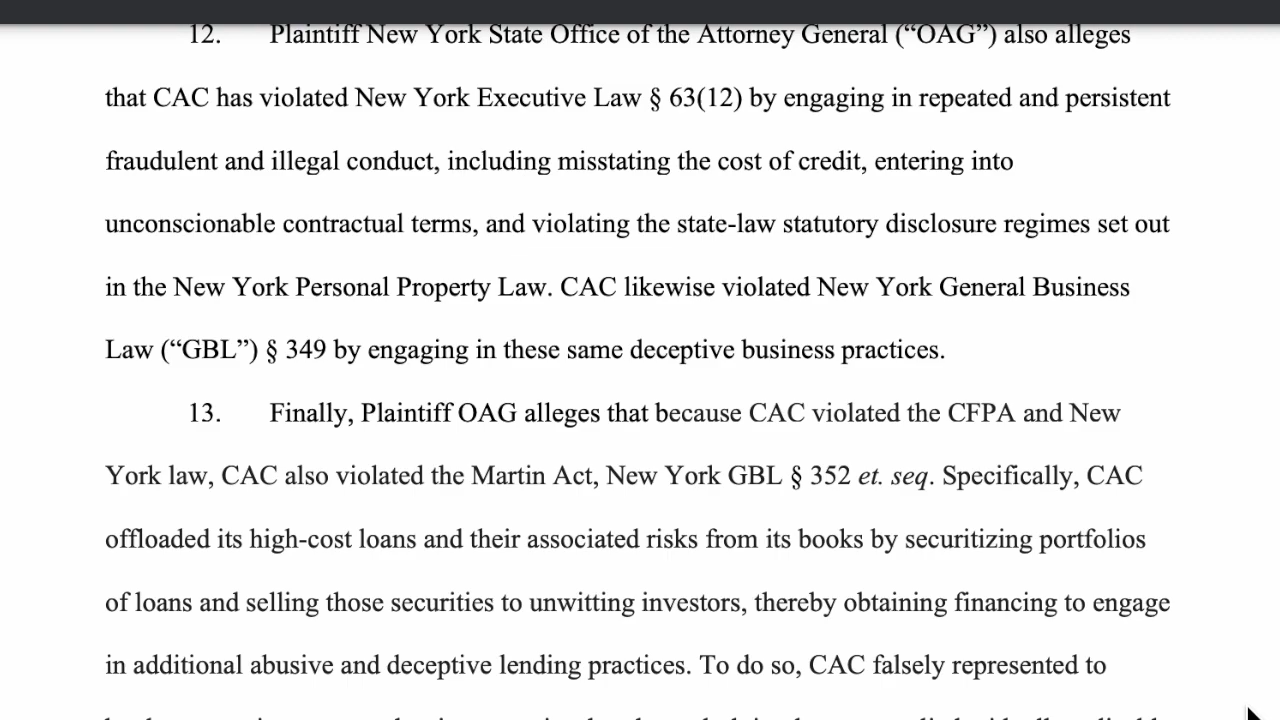 12. Plaintiff New York State Office of the Attorney General (“OAG”) also alleges
that CAC has violated New York Executive Law § 63(12) by engaging in repeated and persistent
fraudulent and illegal conduct, including misstating the cost of credit, entering into
unconscionable contractual terms, and violating the state-law statutory disclosure regimes set out
in the New York Personal Property Law. CAC likewise violated New York General Business
Law (“GBL”) § 349 by engaging in these same deceptive business practices.
13. Finally, Plaintiff OAG alleges that because CAC violated the CFPA and New
York law, CAC also violated the Martin Act, New York GBL § 352 et. seq. Specifically, CAC
offloaded its high-cost loans and their associated risks from its books by securitizing portfolios
of loans and selling those securities to unwitting investors, thereby obtaining financing to engage
in additional abusive and deceptive lending practices. To do so, CAC falsely represented to